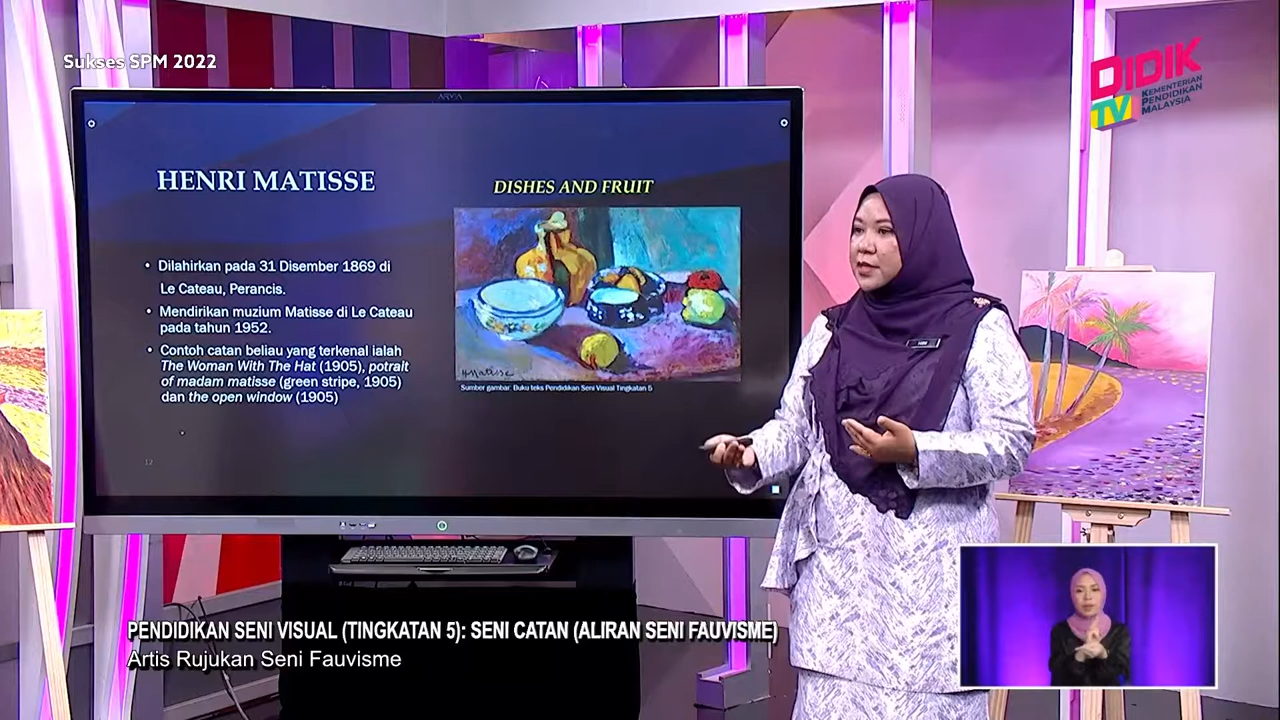 Sukses SPM 2022
DIDIK
TV
KEMENTERIAN
PENDIDIKAN
MALAYSIA
HENRI MATISSE
• Dilahirkan pada 31 Disember 1869 di
Le Cateau, Perancis.
• Mendirikan muzium Matisse di Le Cateau
pada tahun 1952.
• Contoh catan beliau yang terkenal ialah
The Woman With The Hat (1905), potrait
of madam matisse (green stripe, 1905)
dan the open window (1905)
12
DISHES AND FRUIT
H. Matisse
Sumber gambar: Buku teks Pendidikan Seni Visual Tingkatan 5
PENDIDIKAN SENI VISUAL (TINGKATAN 5): SENI CATAN (ALIRAN SENI FAUVISME)
Artis Rujukan Seni Fauvisme